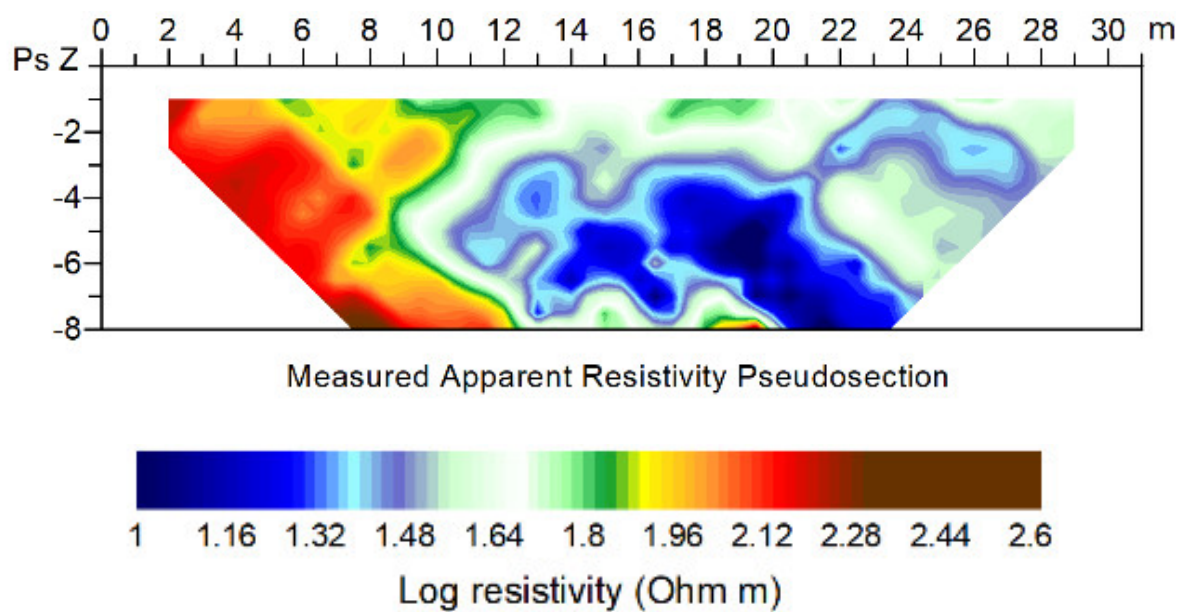 0 2 4 6 8 10 12 14 16 18 20 22 24 26 28 30 m
Ps Z
-2
-4
-6
-8
Measured Apparent Resistivity Pseudosection
1 1.16 1.32 1.48 1.64 1.8 1.96 2.12 2.28 2.44 2.6
Log resistivity (Ohm m)